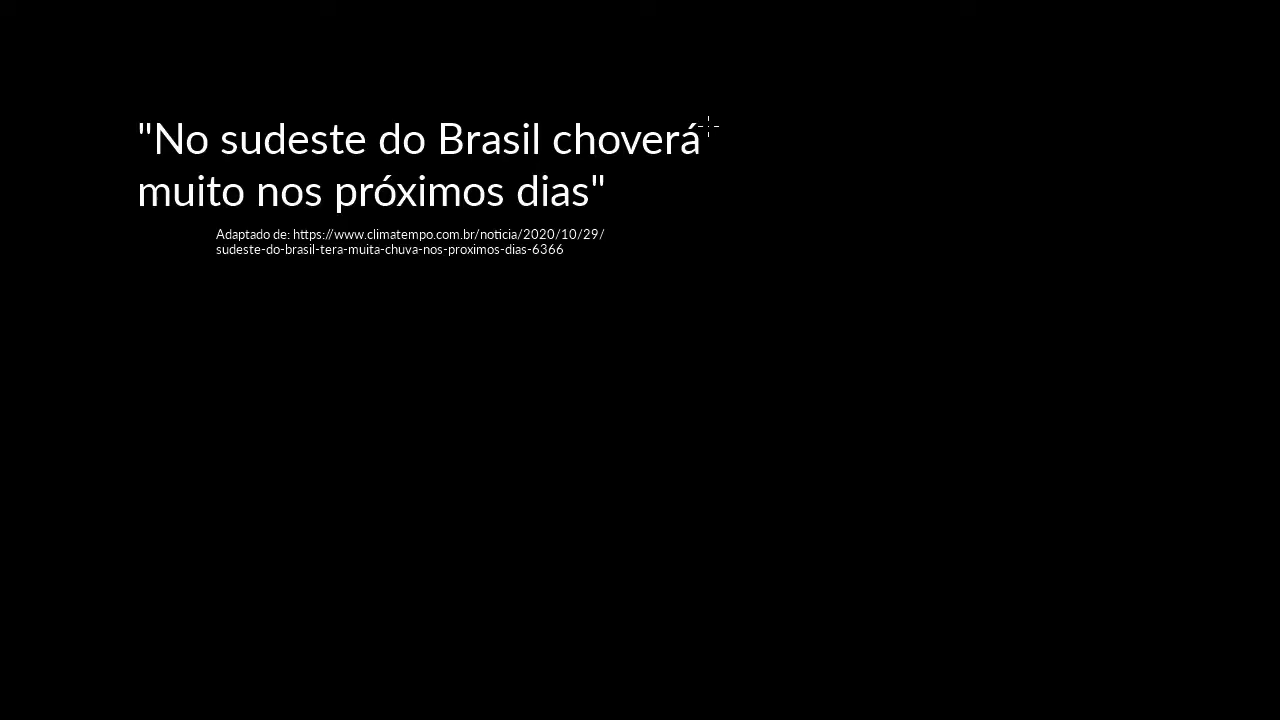 "No sudeste do Brasil choverá
muito nos próximos dias"
Adaptado de: https://www.climatempo.com.br/noticia/2020/10/29/
sudeste-do-brasil-tera-muita-chuva-nos-proximos-dias-6366